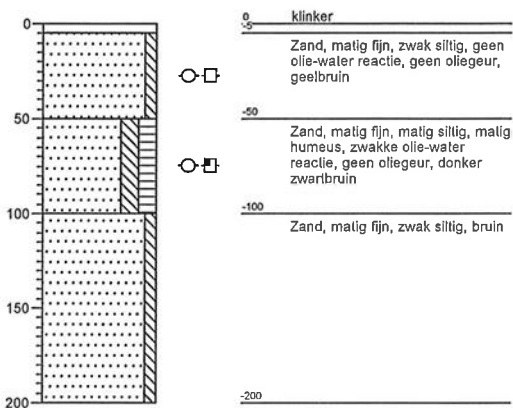 0
50
100
150
200
0
klinker
-5
Zand, matig fijn, zwak siltig, geen
olie-water reactie, geen oliegeur,
geelbruin
-50
Zand, matig fijn, matig siltig, matig
humeus, zwakke olie-water
reactie, geen oliegeur, donker
zwartbruin
-100
Zand, matig fijn, zwak siltig, bruin
-200